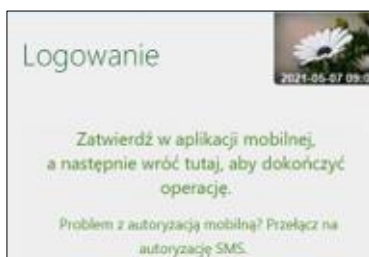 Logowanie
2021-05-07 09:0
Zatwierdź w aplikacji mobilnej,
a następnie wróć tutaj, aby dokończyć
operację.
Problem z autoryzacją mobilną? Przełącz na
autoryzację SMS.